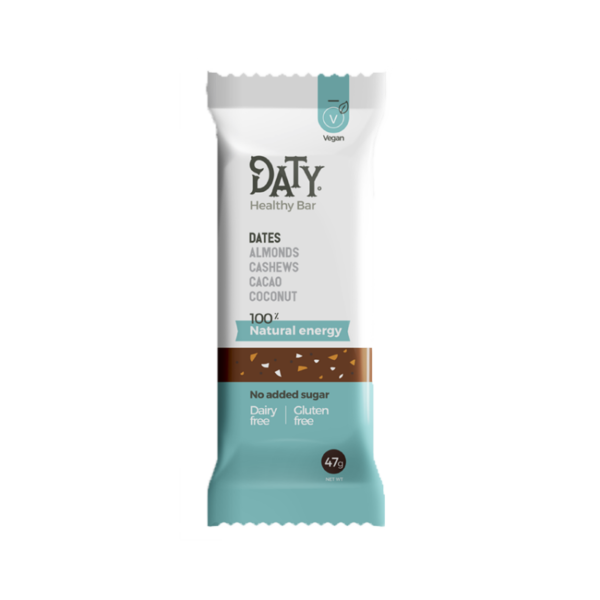 V
Vegan
DATY®
Healthy Bar
DATES
ALMONDS
CASHEWS
CACAO
COCONUT
100%
Natural energy
No added sugar
Dairy free
Gluten free
47g
NET WT